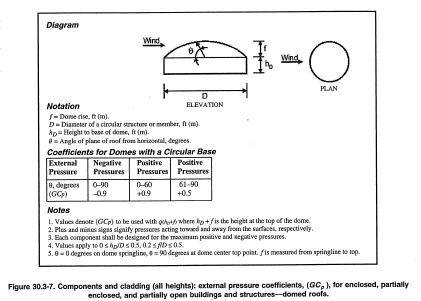 Diagram
Wind
θ
f
hD
D
ELEVATION
Wind
PLAN
Notation
f = Dome rise, ft (m).
D = Diameter of a circular structure or member, ft (m).
hD = Height to base of dome, ft (m).
θ = Angle of plane of roof from horizontal, degrees.
Coefficients for Domes with a Circular Base
External Pressure Negative Pressures Positive Pressures Positive Pressures
θ, degrees 0–90 0–60 61–90
(GCp) –0.9 +0.9 +0.5
Notes
1. Values denote (GCp) to be used with q(hD+f) where hD + f is the height at the top of the dome.
2. Plus and minus signs signify pressures acting toward and away from the surfaces, respectively.
3. Each component shall be designed for the maximum positive and negative pressures.
4. Values apply to 0 ≤ hD/D ≤ 0.5, 0.2 ≤ f/D ≤ 0.5.
5. θ = 0 degrees on dome springline, θ = 90 degrees at dome center top point. f is measured from springline to top.
Figure 30.3-7. Components and cladding (all heights): external pressure coefficients, (GCp), for enclosed, partially
enclosed, and partially open buildings and structures—domed roofs.